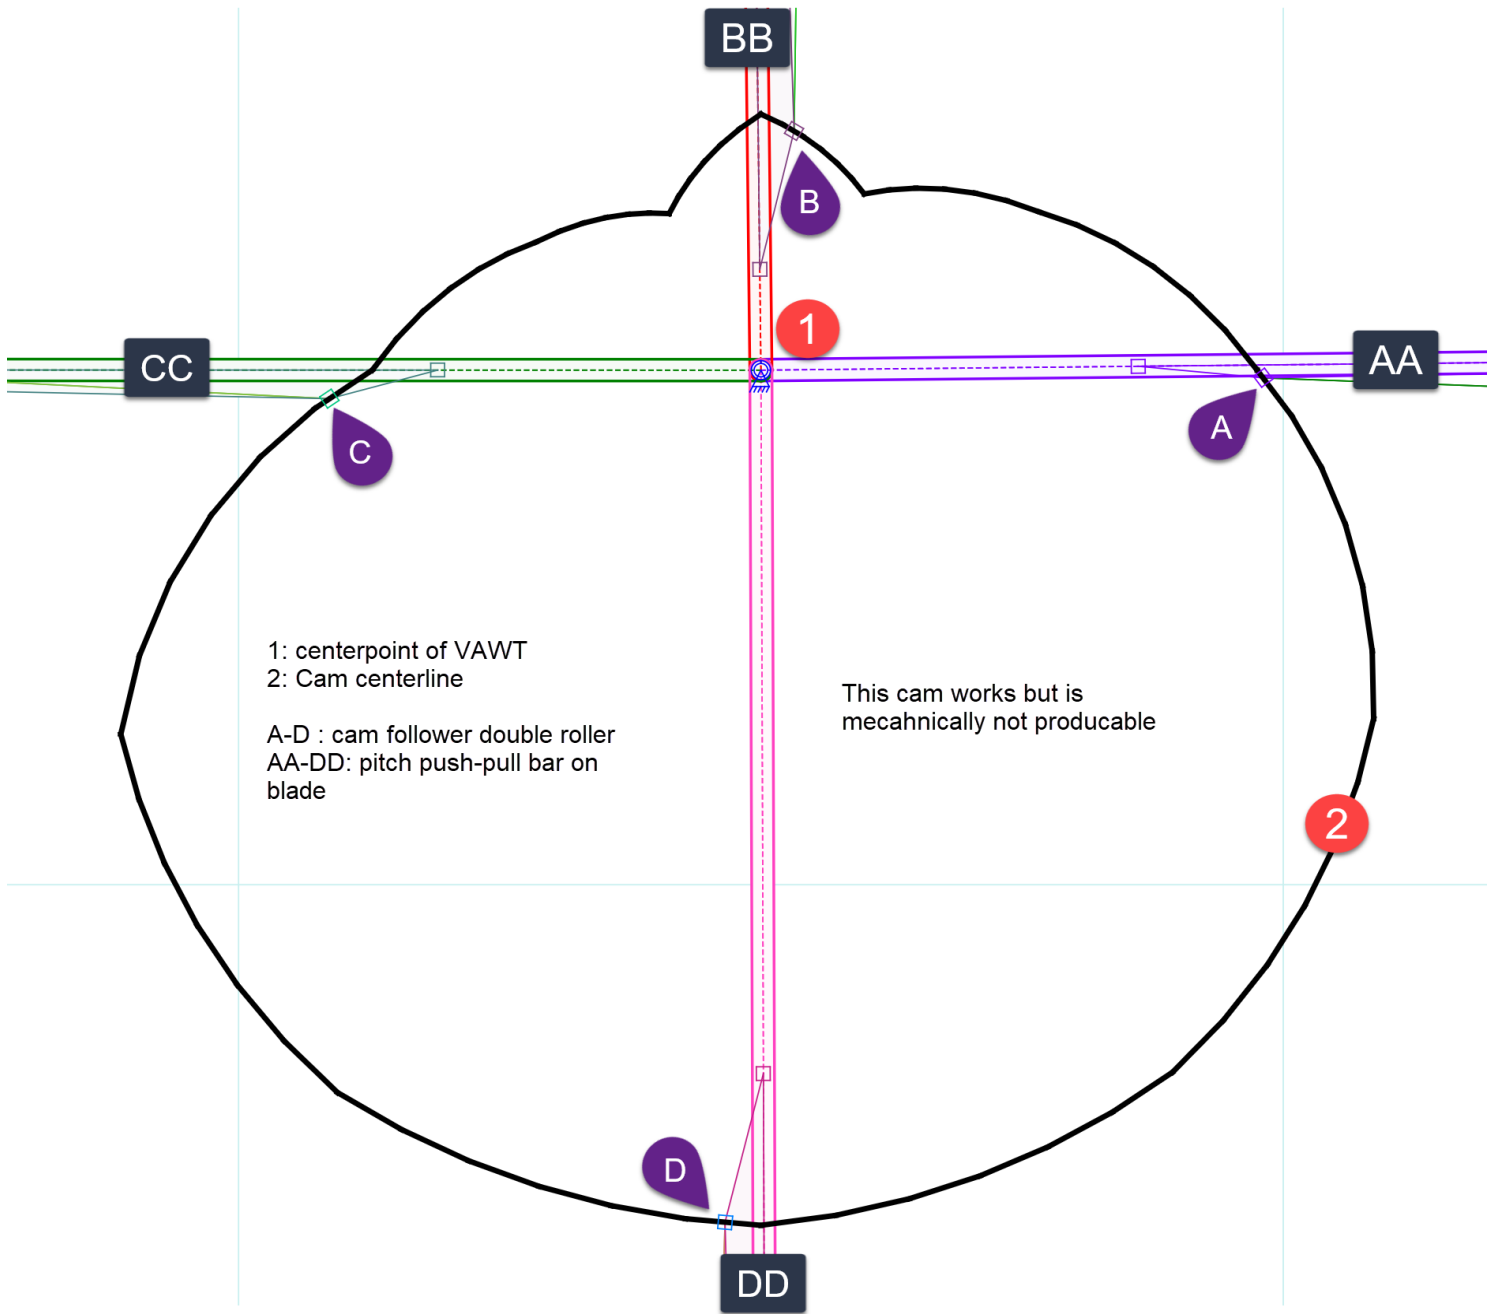 BB
B
1
CC
AA
A
C
1: centerpoint of VAWT
2: Cam centerline
A-D : cam follower double roller
AA-DD: pitch push-pull bar on
blade
This cam works but is
mecahnically not producable
2
D
DD